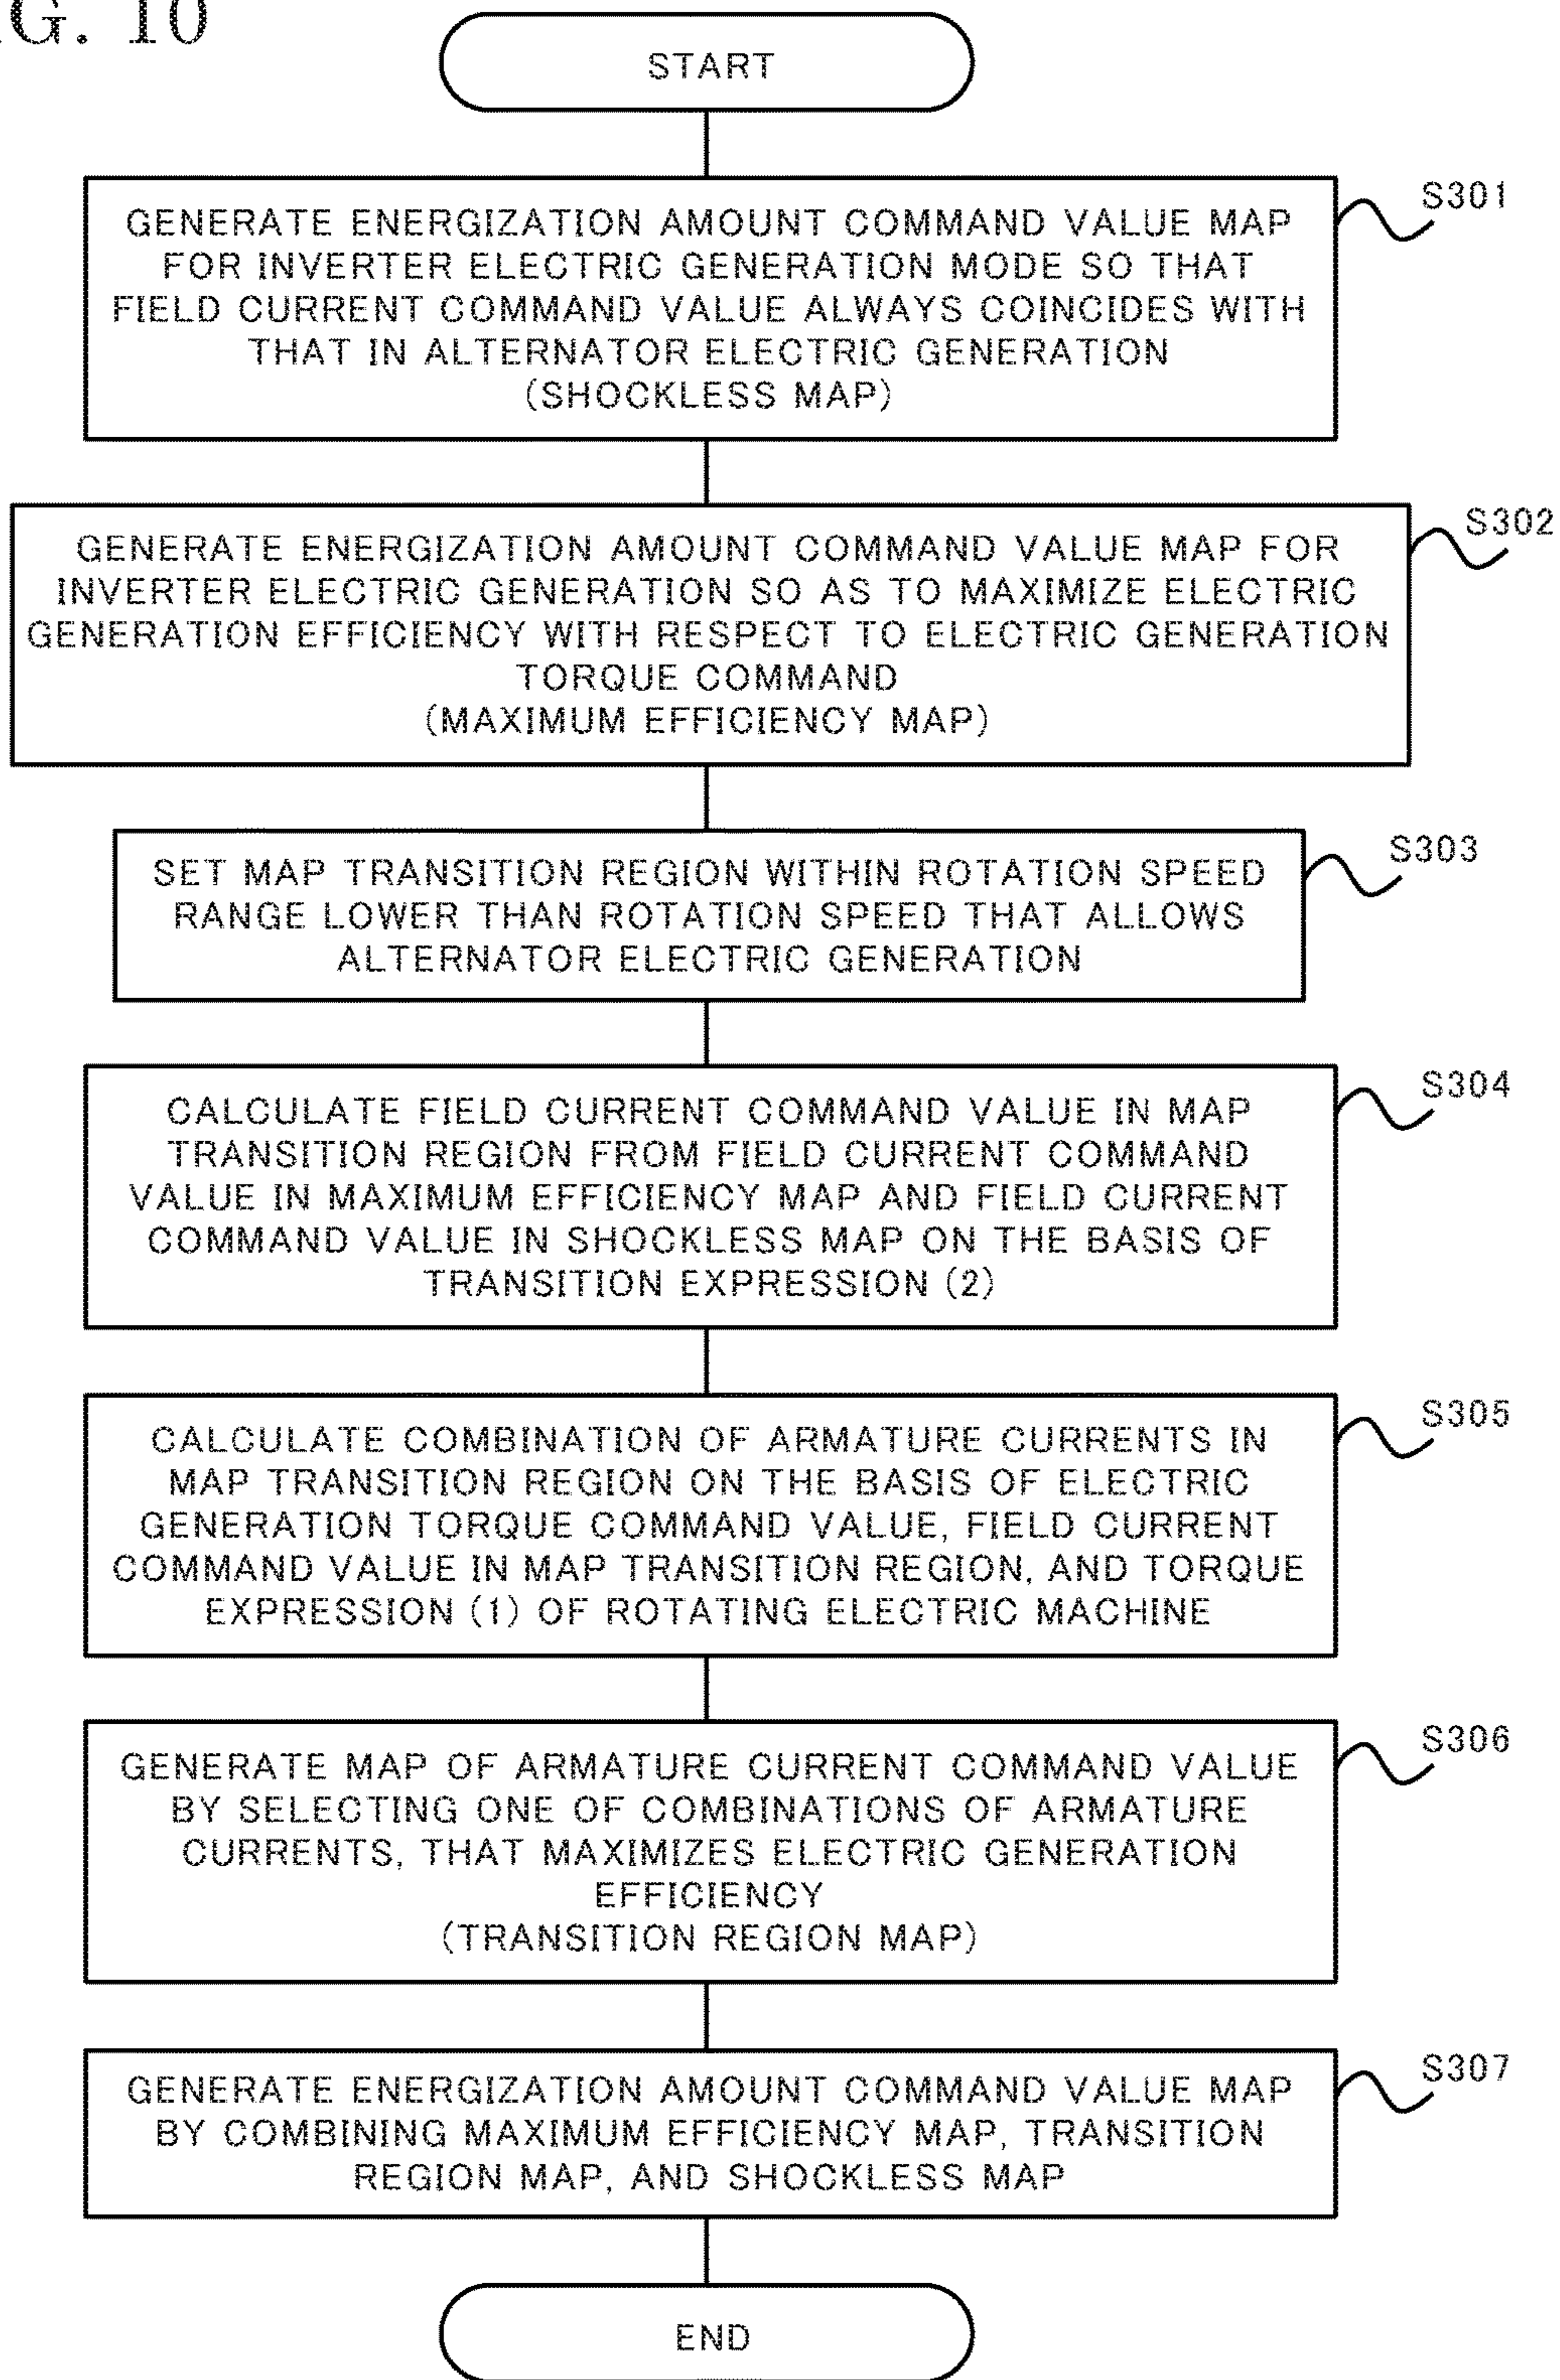 G. 10
START
S301
GENERATE ENERGIZATION AMOUNT COMMAND VALUE MAP
FOR INVERTER ELECTRIC GENERATION MODE SO THAT
FIELD CURRENT COMMAND VALUE ALWAYS COINCIDES WITH
THAT IN ALTERNATOR ELECTRIC GENERATION
(SHOCKLESS MAP)
S302
GENERATE ENERGIZATION AMOUNT COMMAND VALUE MAP FOR
INVERTER ELECTRIC GENERATION SO AS TO MAXIMIZE ELECTRIC
GENERATION EFFICIENCY WITH RESPECT TO ELECTRIC GENERATION
TORQUE COMMAND
(MAXIMUM EFFICIENCY MAP)
S303
SET MAP TRANSITION REGION WITHIN ROTATION SPEED
RANGE LOWER THAN ROTATION SPEED THAT ALLOWS
ALTERNATOR ELECTRIC GENERATION
S304
CALCULATE FIELD CURRENT COMMAND VALUE IN MAP
TRANSITION REGION FROM FIELD CURRENT COMMAND
VALUE IN MAXIMUM EFFICIENCY MAP AND FIELD CURRENT
COMMAND VALUE IN SHOCKLESS MAP ON THE BASIS OF
TRANSITION EXPRESSION (2)
S305
CALCULATE COMBINATION OF ARMATURE CURRENTS IN
MAP TRANSITION REGION ON THE BASIS OF ELECTRIC
GENERATION TORQUE COMMAND VALUE, FIELD CURRENT
COMMAND VALUE IN MAP TRANSITION REGION, AND TORQUE
EXPRESSION (1) OF ROTATING ELECTRIC MACHINE
S306
GENERATE MAP OF ARMATURE CURRENT COMMAND VALUE
BY SELECTING ONE OF COMBINATIONS OF ARMATURE
CURRENTS, THAT MAXIMIZES ELECTRIC GENERATION
EFFICIENCY
(TRANSITION REGION MAP)
S307
GENERATE ENERGIZATION AMOUNT COMMAND VALUE MAP
BY COMBINING MAXIMUM EFFICIENCY MAP, TRANSITION
REGION MAP, AND SHOCKLESS MAP
END